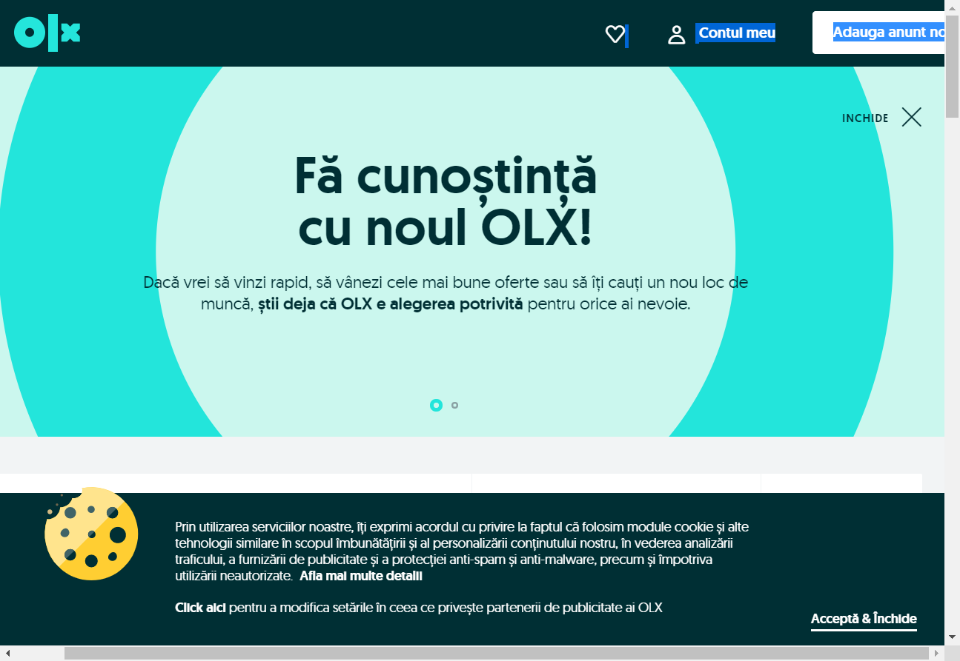 olx
Contul meu
Adauga anunt no
INCHIDE
Fă cunoștință
cu noul OLX!
Dacă vrei să vinzi rapid, să vânezi cele mai bune oferte sau să îți cauți un nou loc de
muncă, știi deja că OLX e alegerea potrivită pentru orice ai nevoie.
Prin utilizarea serviciilor noastre, îți exprimi acordul cu privire la faptul că folosim module cookie și alte
tehnologii similare în scopul îmbunătățirii și al personalizării conținutului nostru, în vederea analizării
traficului, a furnizării de publicitate și a protecției anti-spam și anti-malware, precum și împotriva
utilizării neautorizate. Afla mai multe detalii
Click aici pentru a modifica setările în ceea ce privește partenerii de publicitate ai OLX
Acceptă & Închide